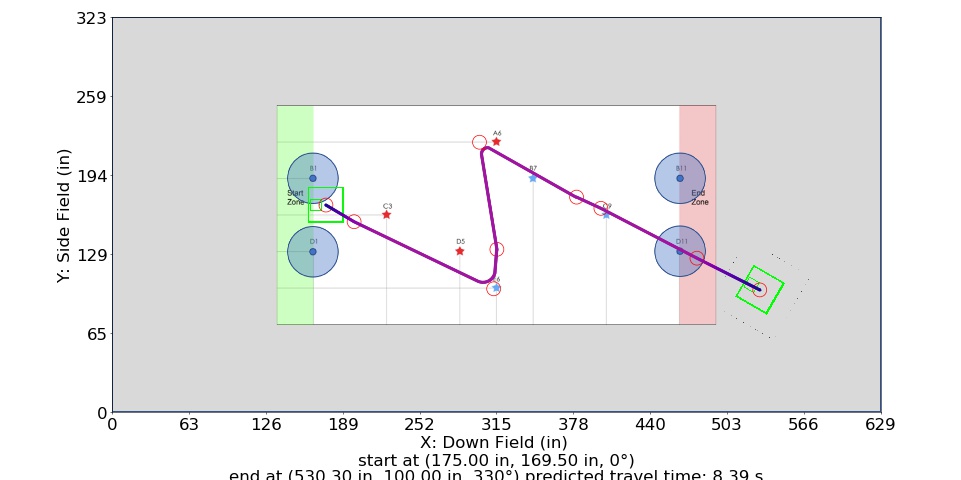 323
259
194
129
65
0
Y: Side Field (in)
A6
B1
B7
B11
Start
Zone
End
Zone
C3
C9
D1
D5
D11
0 63 126 189 252 315 378 440 503 566 629
X: Down Field (in)
start at (175.00 in, 169.50 in, 0°)
end at (530.30 in, 100.00 in, 330°) predicted travel time: 8.39 s